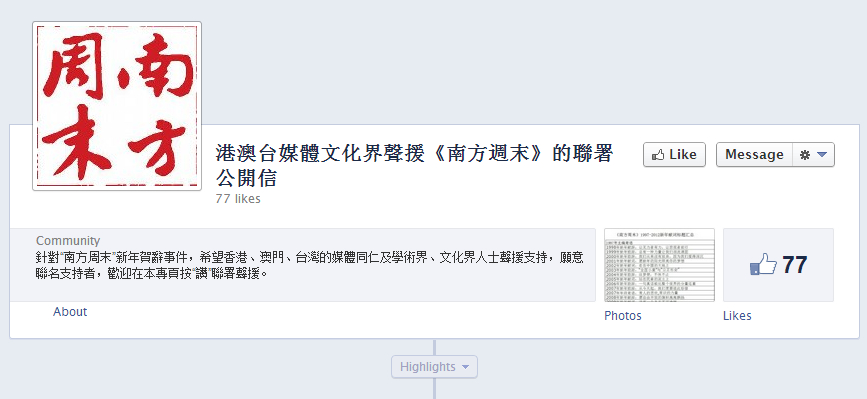 南方
周末
港澳台媒體文化界聲援《南方週末》的聯署
公開信
77 likes
Like
Message
Community
針對“南方周末”新年賀辭事件，希望香港、澳門、台灣的媒體同仁及學術界、文化界人士聲援支持，願意
聯名支持者，歡迎在本專頁按“讚”聯署聲援。
About
77
Photos
Likes
Highlights